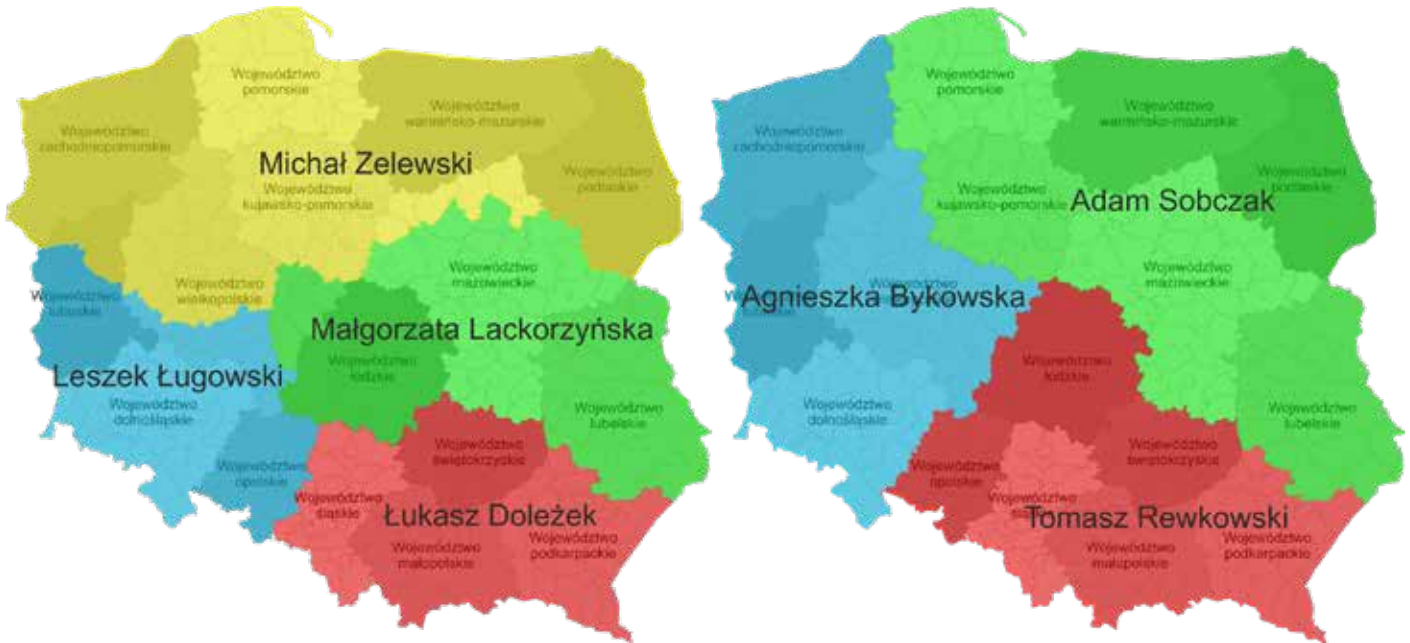 Województwo
pomorskie
Województwo
warmińsko-mazurskie
Województwo
zachodniopomorskie
Michał Zelewski
Województwo
podlaskie
Województwo
kujawsko-pomorskie
Województwo
mazowieckie
Województwo
wielkopolskie
Województwo
lubuskie
Małgorzata Lackorzyńska
Leszek Ługowski
Województwo
łódzkie
Województwo
dolnośląskie
Województwo
lubelskie
Województwo
świętokrzyskie
Województwo
opolskie
Województwo
śląskie
Łukasz Doleżek
Województwo
małopolskie
Województwo
podkarpackie
Województwo
pomorskie
Województwo
warmińsko-mazurskie
Województwo
zachodniopomorskie
Województwo
podlaskie
Województwo
kujawsko-pomorskie
Adam Sobczak
Województwo
mazowieckie
Agnieszka Bykowska
Województwo
łódzkie
Województwo
dolnośląskie
Województwo
lubelskie
Województwo
świętokrzyskie
Województwo
opolskie
Tomasz Rewkowski
Województwo
małopolskie
Województwo
podkarpackie